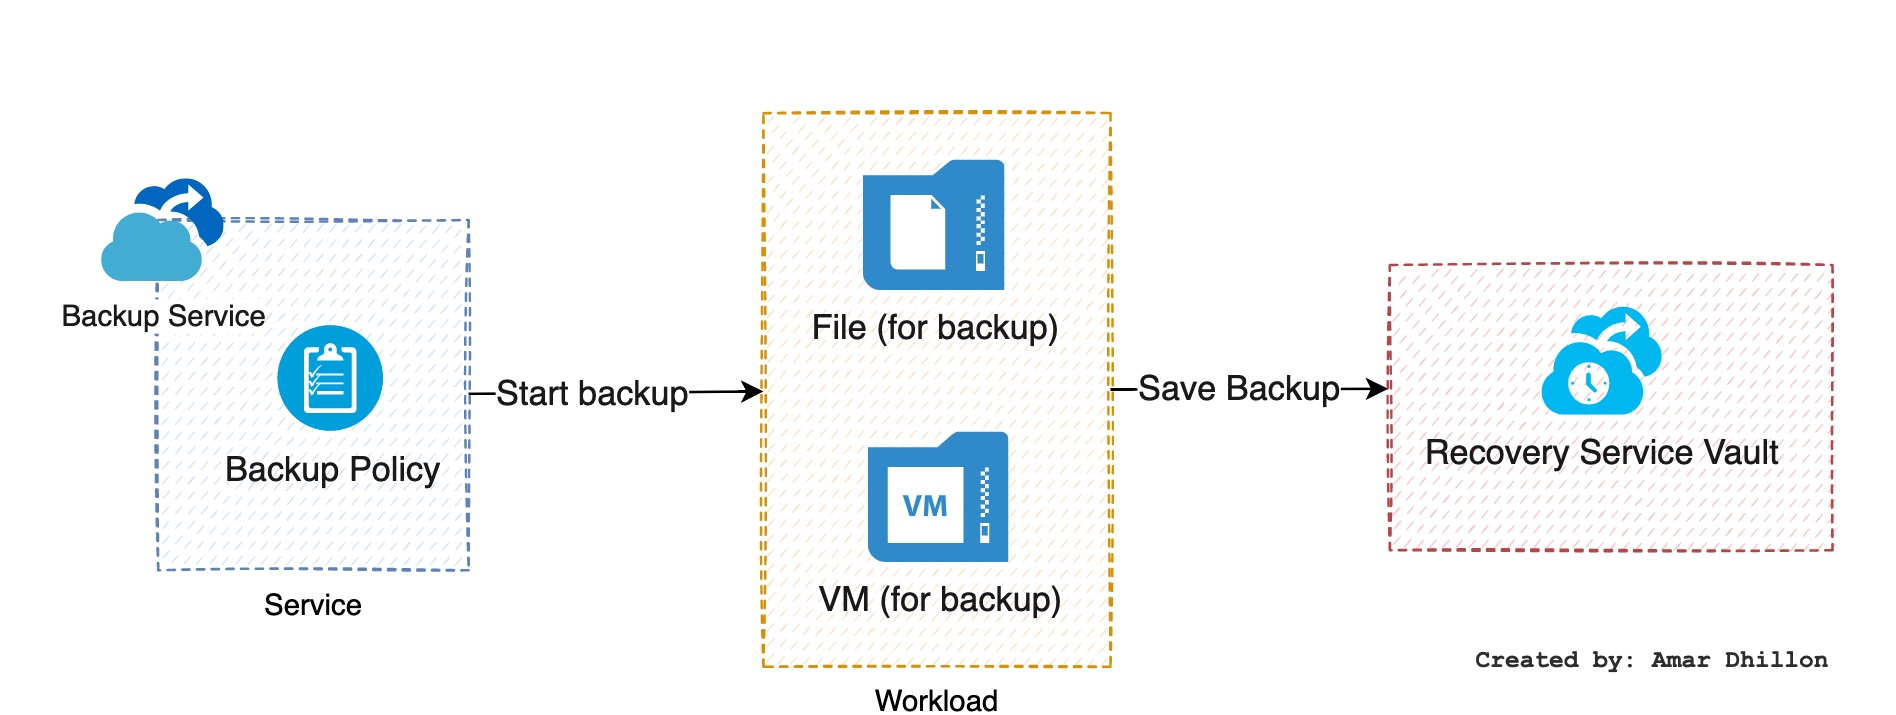 Backup Service
Backup Policy
Service
Start backup
File (for backup)
VM
VM (for backup)
Workload
Save Backup
Recovery Service Vault
Created by: Amar Dhillon